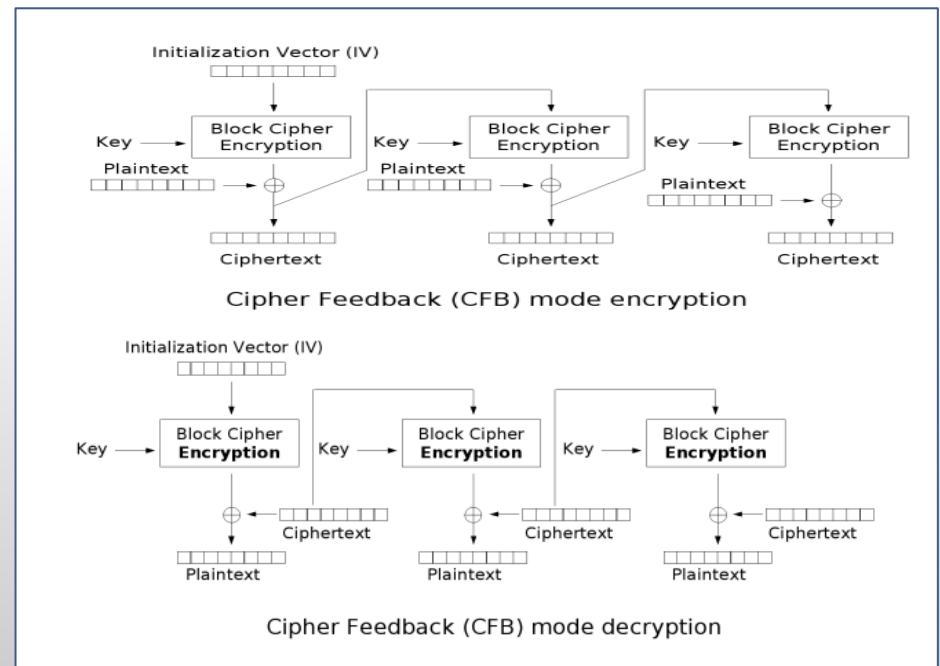 Initialization Vector (IV)
Key
Block Cipher
Encryption
Key
Block Cipher
Encryption
Key
Block Cipher
Encryption
Plaintext
Plaintext
Plaintext
Ciphertext
Ciphertext
Ciphertext
Cipher Feedback (CFB) mode encryption
Initialization Vector (IV)
Key
Block Cipher
Encryption
Key
Block Cipher
Encryption
Key
Block Cipher
Encryption
Ciphertext
Ciphertext
Ciphertext
Plaintext
Plaintext
Plaintext
Cipher Feedback (CFB) mode decryption